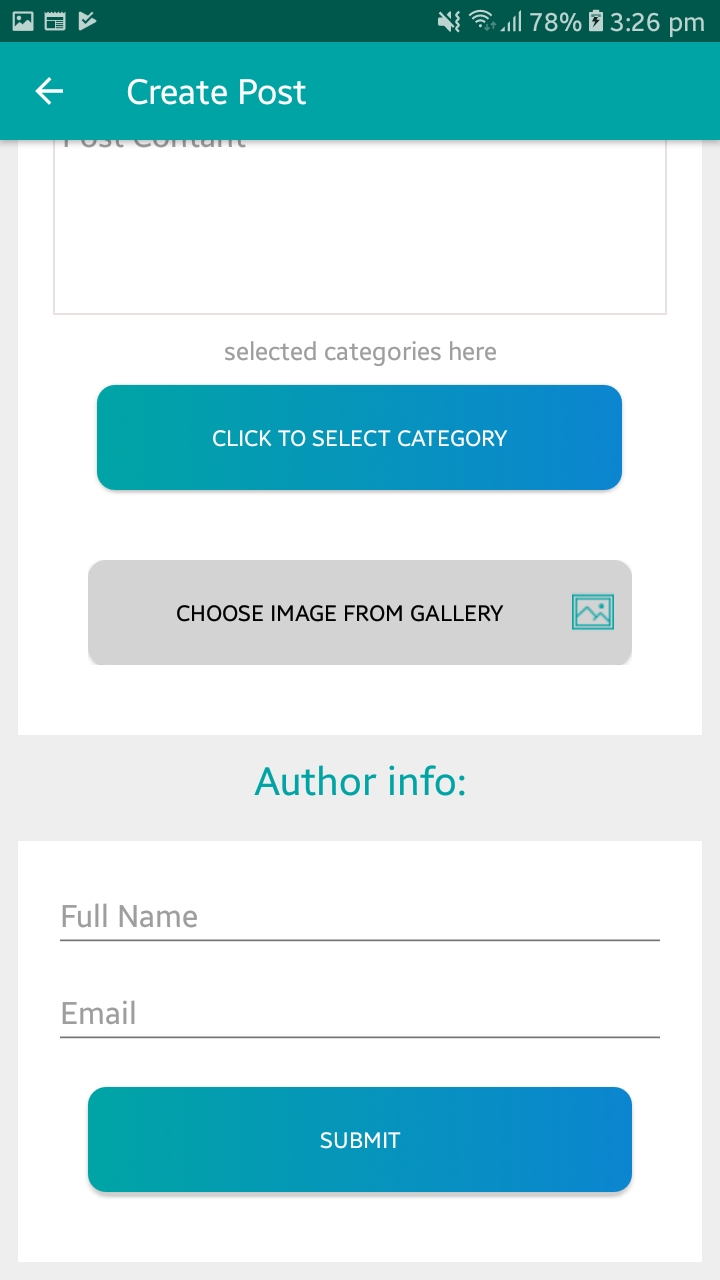 78% 3:26 pm
Create Post
Post Contant
selected categories here
CLICK TO SELECT CATEGORY
CHOOSE IMAGE FROM GALLERY
Author info:
Full Name
Email
SUBMIT